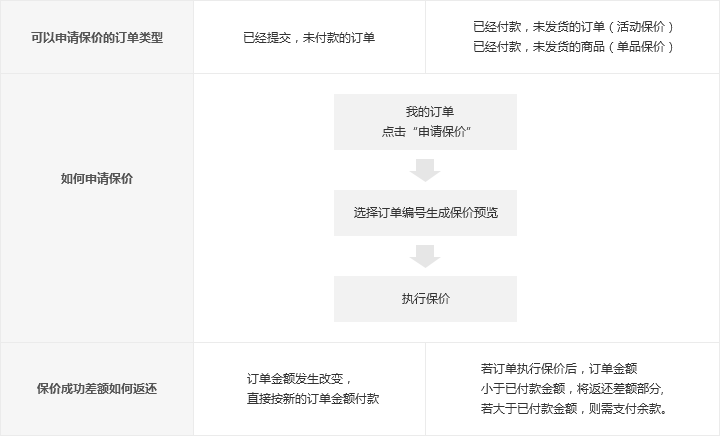 可以申请保价的订单类型
已经提交，未付款的订单
已经付款，未发货的订单（活动保价）
已经付款，未发货的商品（单品保价）
如何申请保价
我的订单
点击“申请保价”
选择订单编号生成保价预览
执行保价
保价成功差额如何返还
订单金额发生改变，
直接按新的订单金额付款
若订单执行保价后，订单金额
小于已付款金额，将返还差额部分,
若大于已付款金额，则需支付余款。